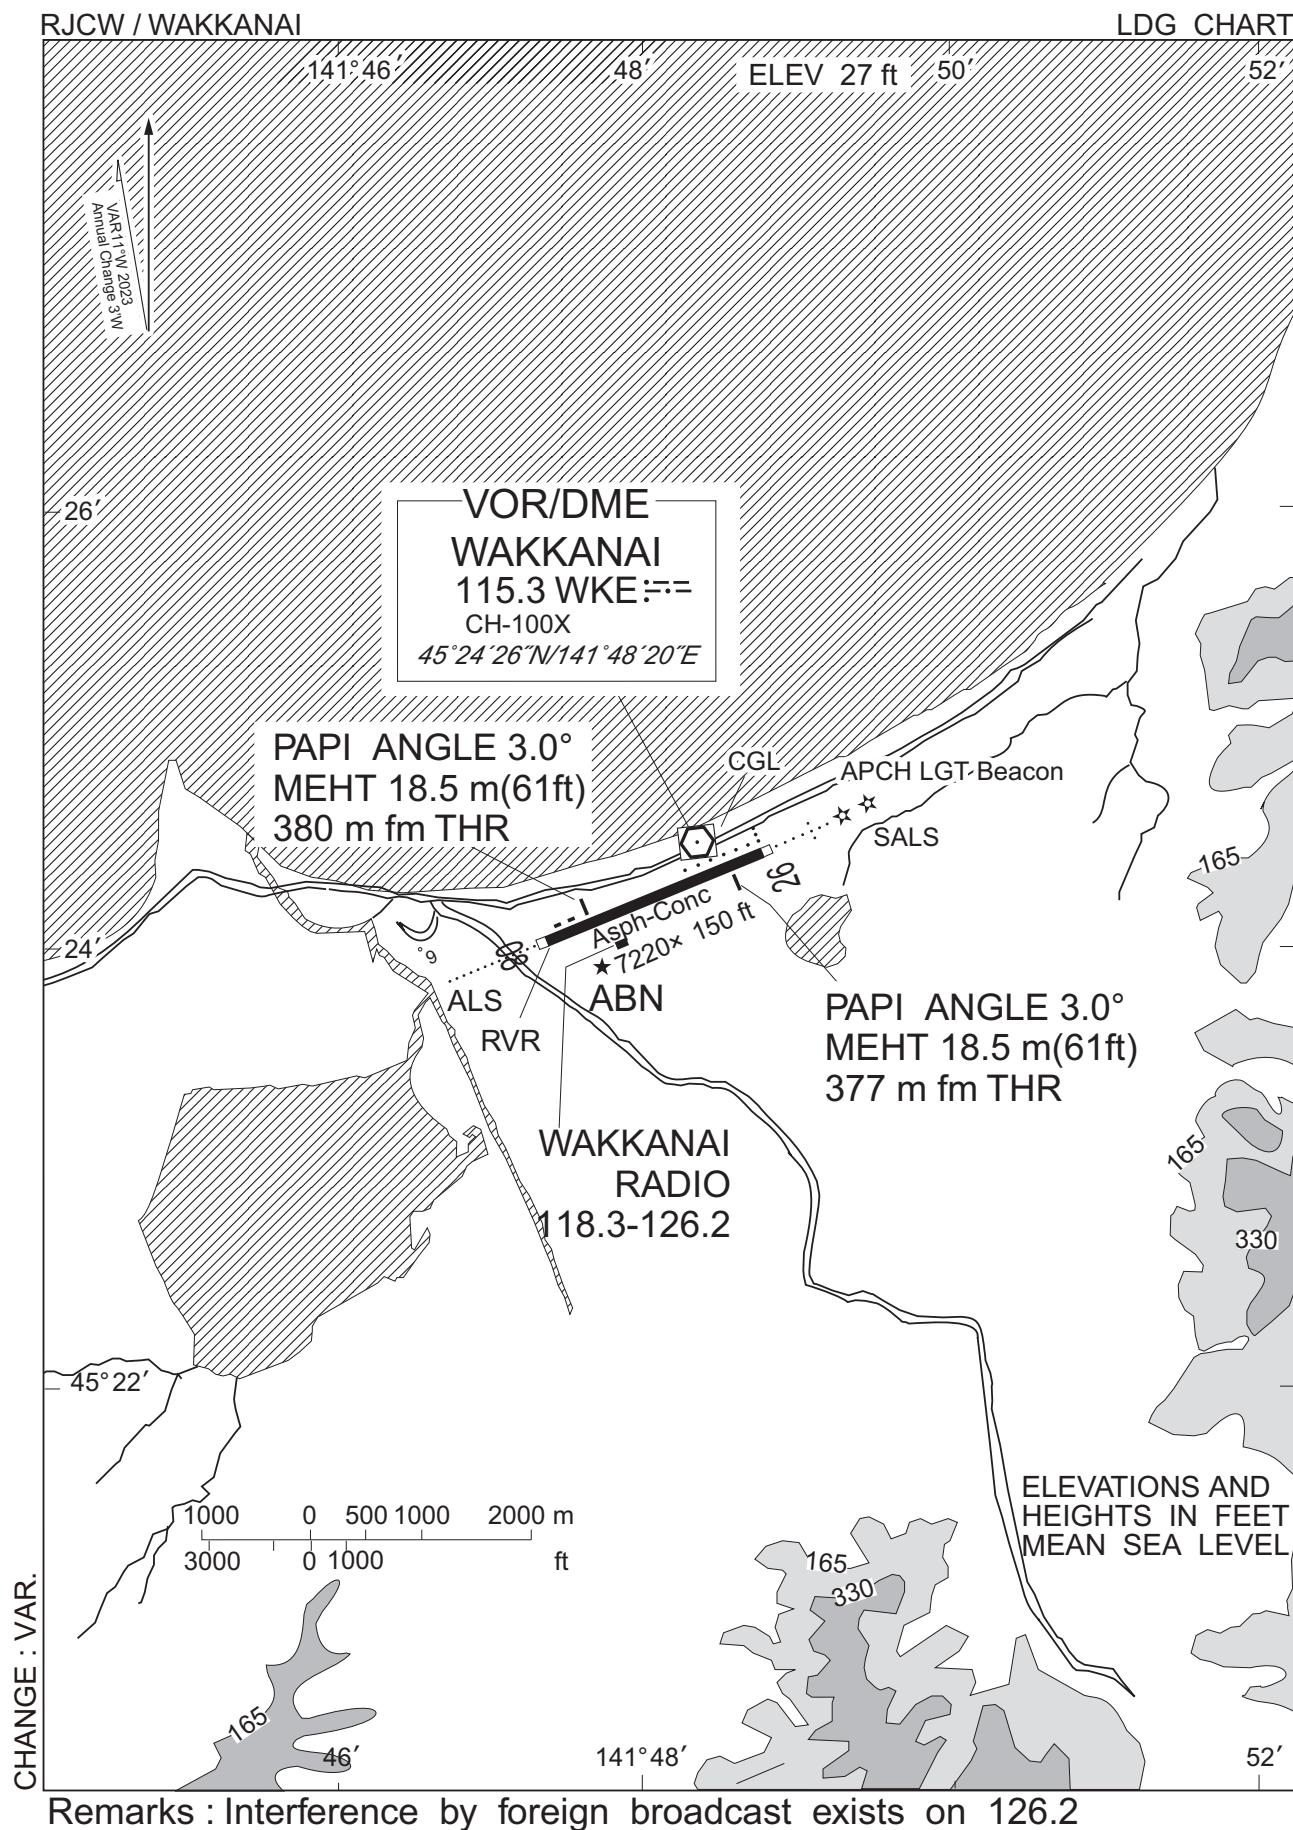 RJCW / WAKKANAI
LDG CHART
141°46′
48′
ELEV 27 ft
50′
52′
VAR11°W 2023
Annual Change 3′W
26′
VOR/DME
WAKKANAI
115.3 WKE
CH-100X
45°24′26″N/141°48′20″E
PAPI ANGLE 3.0°
MEHT 18.5 m(61ft)
380 m fm THR
CGL
APCH LGT Beacon
SALS
165
26
Asph-Conc
7220× 150 ft
24′
08
ALS
ABN
RVR
PAPI ANGLE 3.0°
MEHT 18.5 m(61ft)
377 m fm THR
WAKKANAI
RADIO
118.3-126.2
165
330
45°22′
ELEVATIONS AND
HEIGHTS IN FEET
MEAN SEA LEVEL
1000 0 500 1000 2000 m
3000 0 1000 ft
165
330
165
46′
141°48′
52′
CHANGE : VAR.
Remarks : Interference by foreign broadcast exists on 126.2